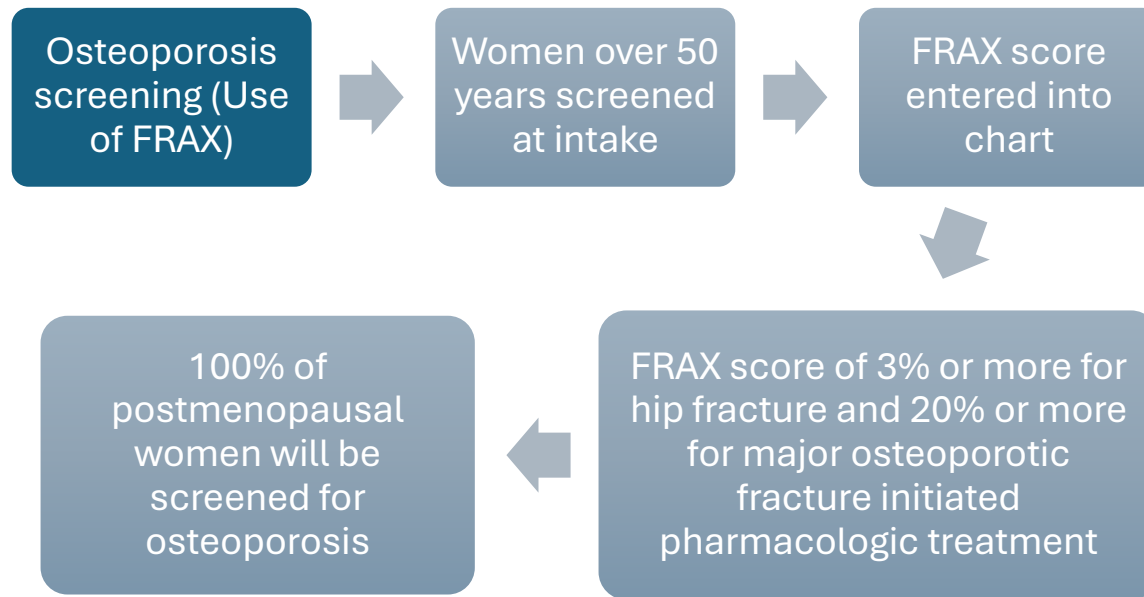 Osteoporosis
screening (Use
of FRAX)
Women over 50
years screened
at intake
FRAX score
entered into
chart
FRAX score of 3% or more for
hip fracture and 20% or more
for major osteoporotic
fracture initiated
pharmacologic treatment
100% of
postmenopausal
women will be
screened for
osteoporosis